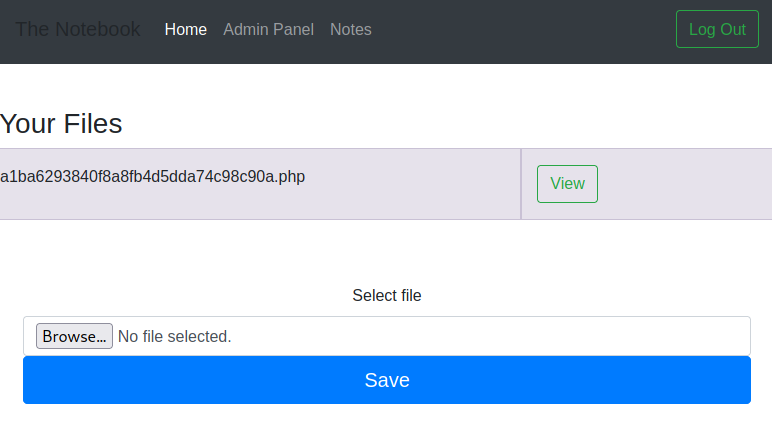 The Notebook Home Admin Panel Notes Log Out
Your Files
a1ba6293840f8a8fb4d5dda74c98c90a.php View
Select file
Browse... No file selected.
Save